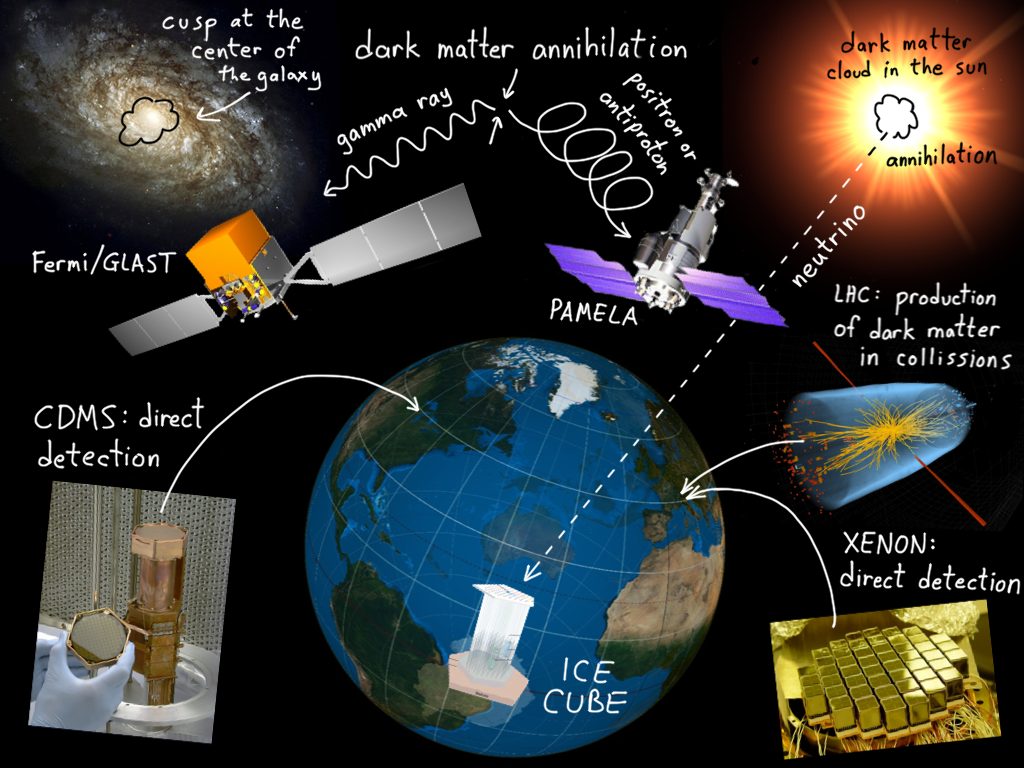 cusp at the
center of
the galaxy
dark matter annihilation
gamma ray
positron or
antiproton
dark matter
cloud in the sun
annihilation
neutrino
Fermi/GLAST
PAMELA
LHC: production
of dark matter
in collissions
CDMS: direct
detection
XENON:
direct detection
ICE
CUBE